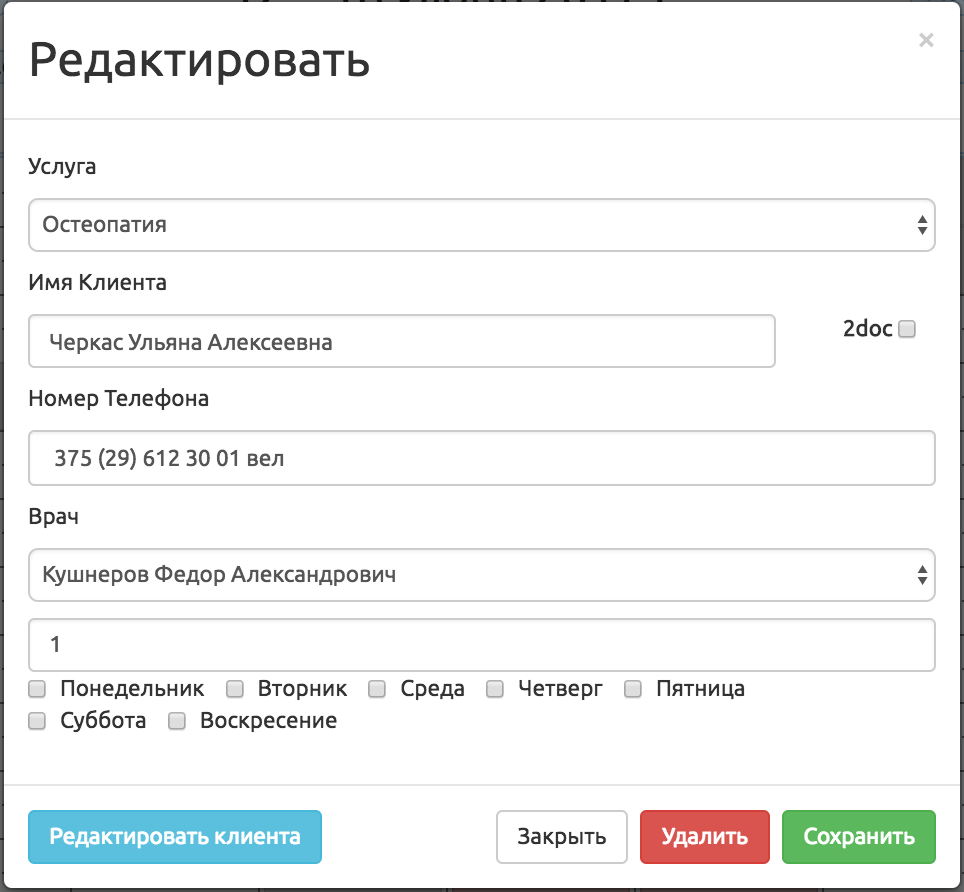 Редактировать
×
Услуга
Остеопатия
Имя Клиента
Черкас Ульяна Алексеевна 2doc
Номер Телефона
375 (29) 612 30 01 вел
Врач
Кушнеров Федор Александрович
1
Понедельник Вторник Среда Четверг Пятница
Суббота Воскресение
Редактировать клиента Закрыть Удалить Сохранить